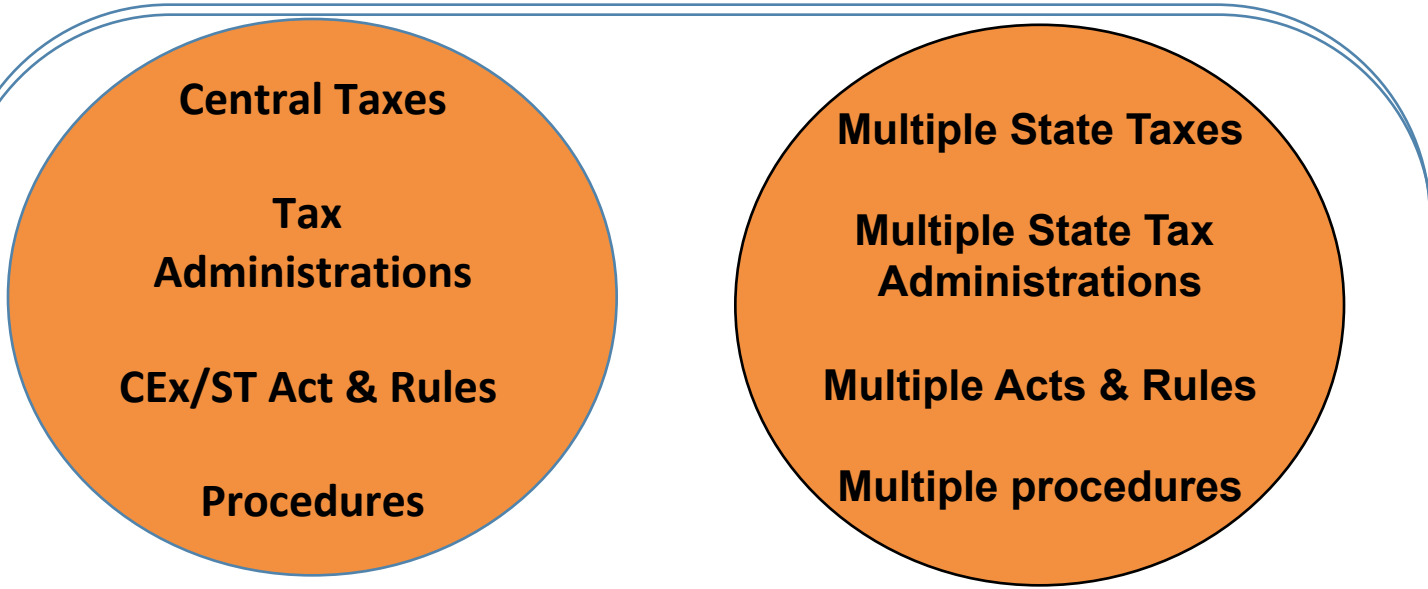 Central Taxes
Tax
Administrations
CEx/ST Act & Rules
Procedures
Multiple State Taxes
Multiple State Tax
Administrations
Multiple Acts & Rules
Multiple procedures